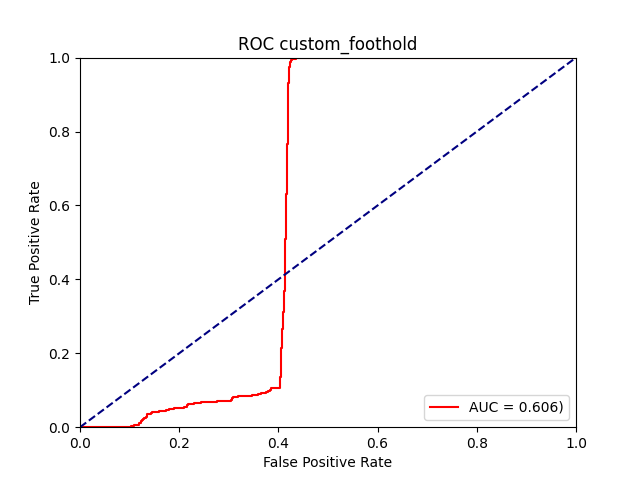 ROC custom_foothold
1.0
0.8
0.6
0.4
0.2
0.0
True Positive Rate
AUC = 0.606)
0.0 0.2 0.4 0.6 0.8 1.0
False Positive Rate